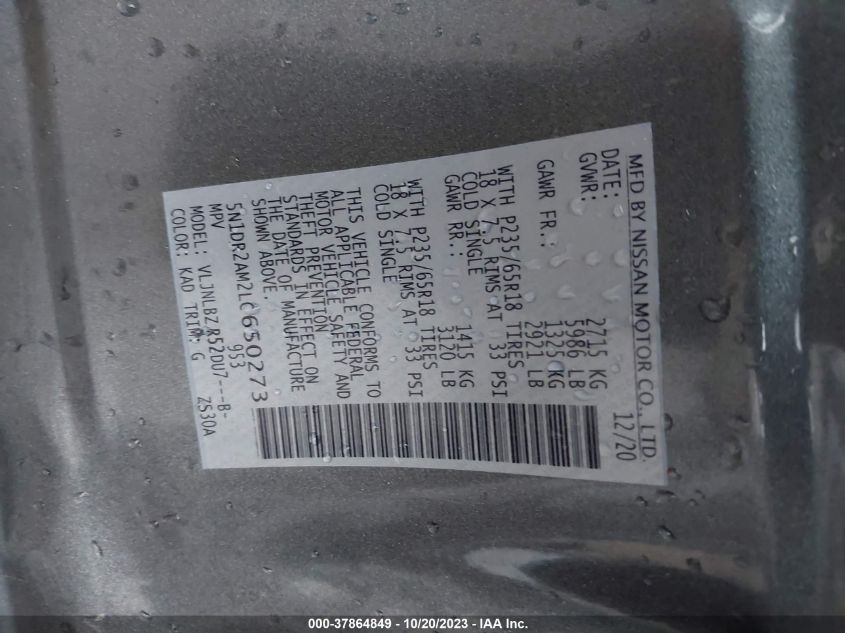 MFD BY NISSAN MOTOR CO., LTD.
DATE: 12/20
GVWR: 2715 KG
5986 LB
GAWR FR.: 1325 KG
2921 LB
WITH P235/65R18 TIRES
18 X 7.5 RIMS AT 33 PSI
COLD SINGLE
GAWR RR.: 1415 KG
3120 LB
WITH P235/65R18 TIRES
18 X 7.5 RIMS AT 33 PSI
COLD SINGLE
THIS VEHICLE CONFORMS TO
ALL APPLICABLE FEDERAL
MOTOR VEHICLE SAFETY AND
THEFT PREVENTION
STANDARDS IN EFFECT ON
THE DATE OF MANUFACTURE
SHOWN ABOVE.
5N1DR2AM2LC650273
MPV 953
MODEL: VLJNLBZ R52DU7---B-
COLOR: KAD TRIM: G ZS30A
000-37864849 - 10/20/2023 - IAA Inc.